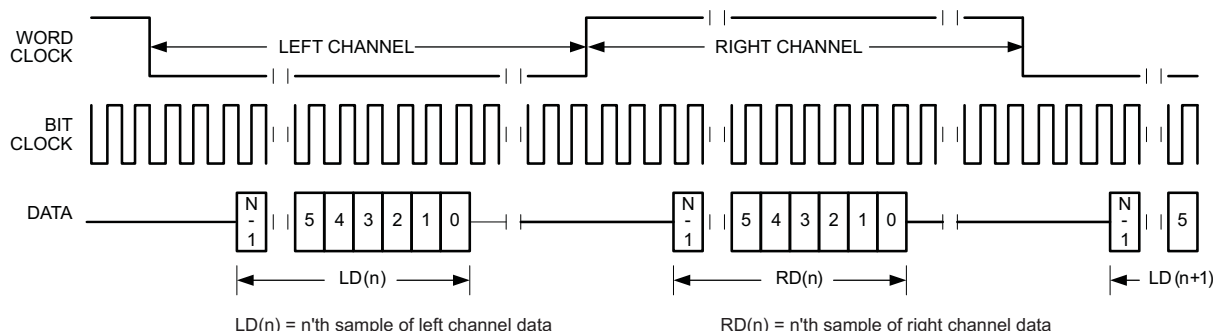 WORD
CLOCK
LEFT CHANNEL
RIGHT CHANNEL
BIT
CLOCK
DATA
N
-
1
5 4 3 2 1 0
N
-
1
5 4 3 2 1 0
N
-
1
5
LD(n)
RD(n)
LD (n+1)
LD(n) = n'th sample of left channel data
RD(n) = n'th sample of right channel data